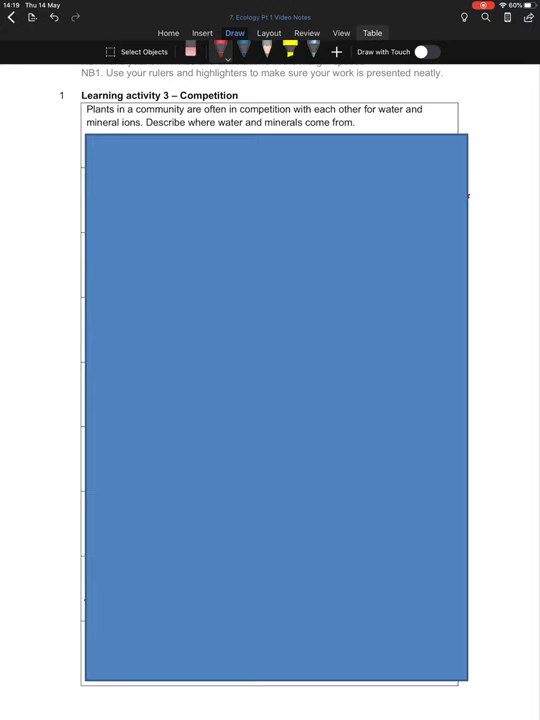 14:19 Thu 14 May
60%
7. Ecology Pt 1 Video Notes
Home Insert Draw Layout Review View Table
Select Objects Draw with Touch
NB1. Use your rulers and highlighters to make sure your work is presented neatly.
1 Learning activity 3 – Competition
Plants in a community are often in competition with each other for water and
mineral ions. Describe where water and minerals come from.